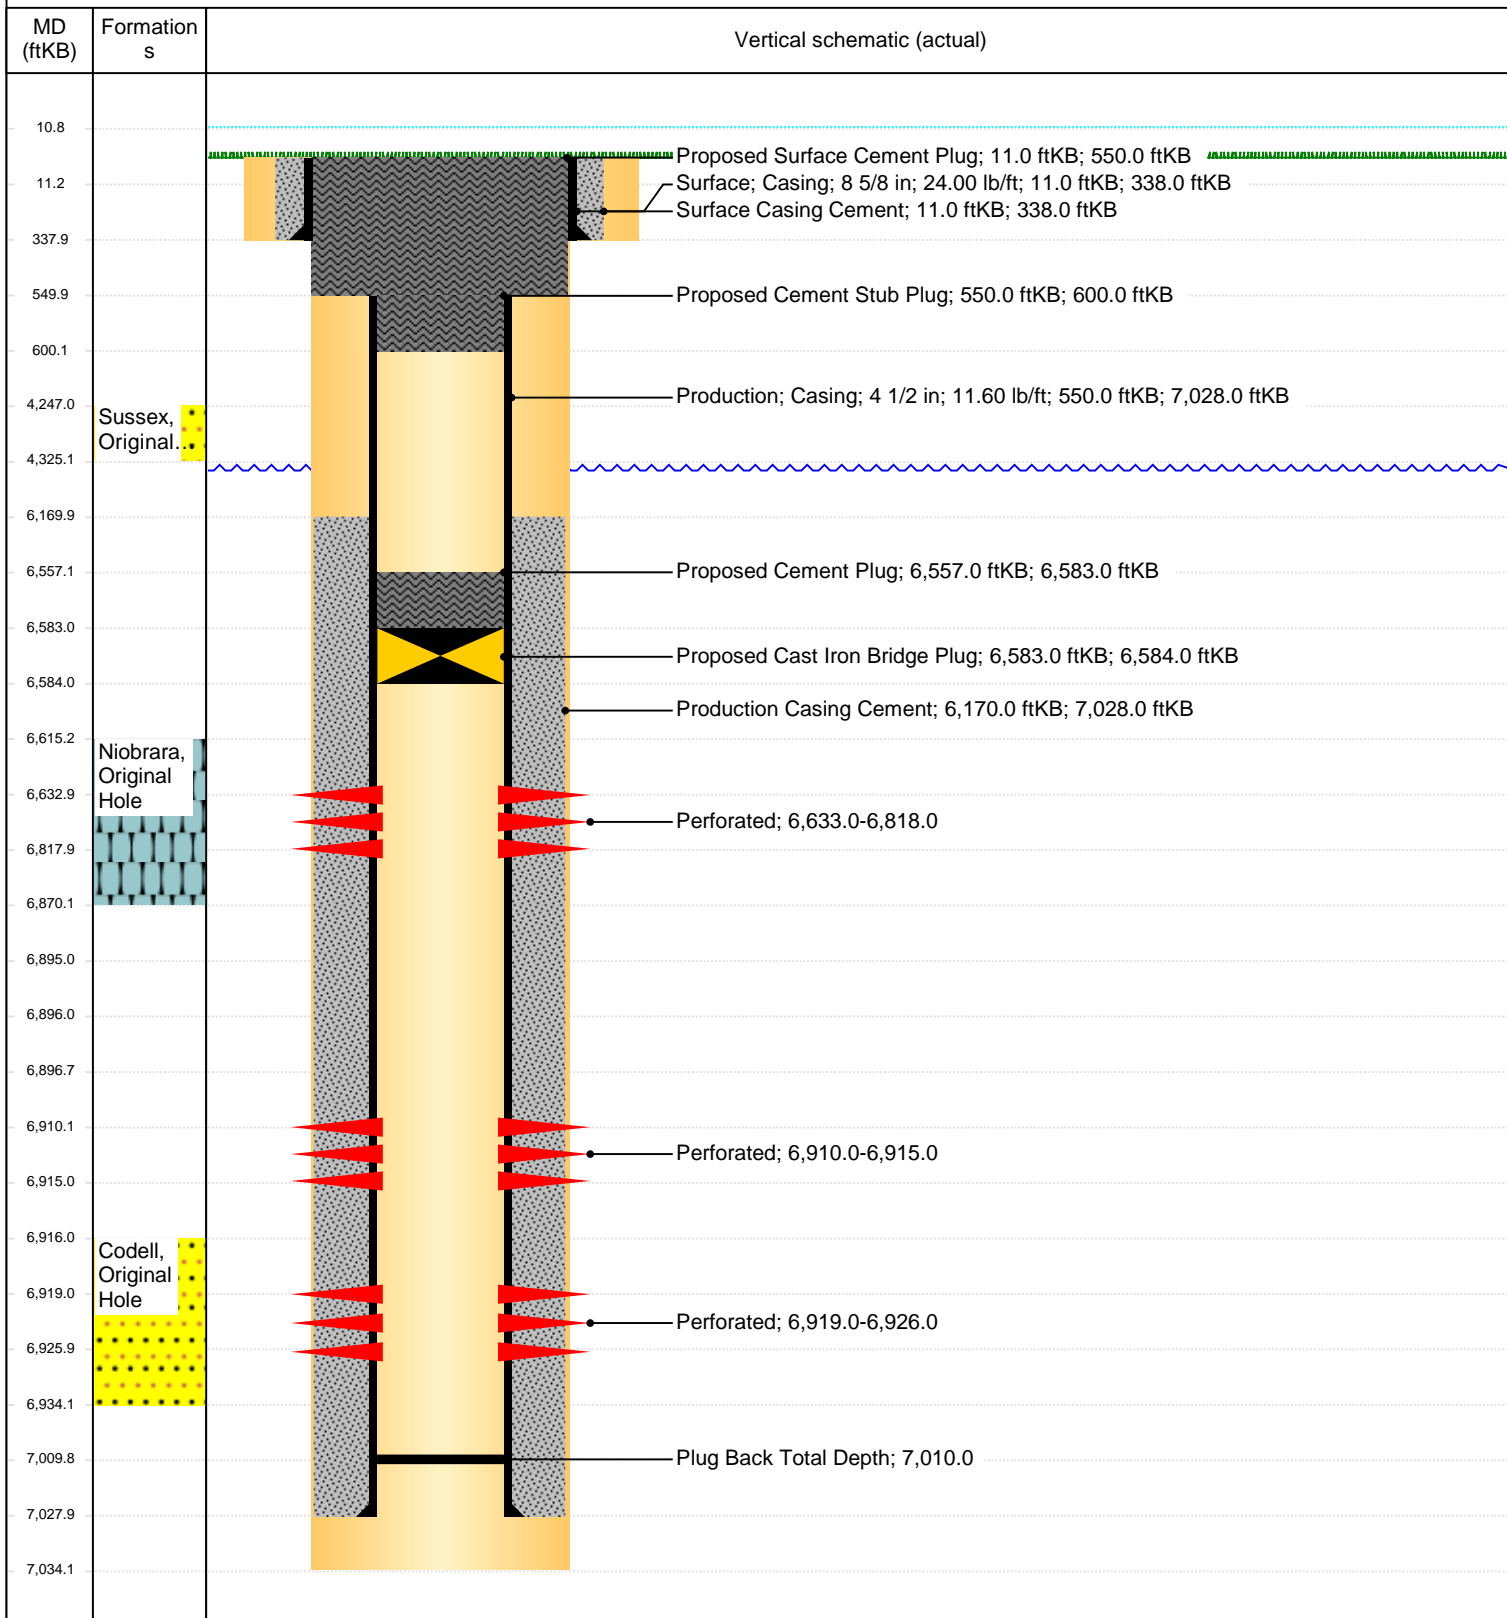 MD
(ftKB)
Formation
s
Vertical schematic (actual)
10.8
Proposed Surface Cement Plug; 11.0 ftKB; 550.0 ftKB
11.2
Surface; Casing; 8 5/8 in; 24.00 lb/ft; 11.0 ftKB; 338.0 ftKB
Surface Casing Cement; 11.0 ftKB; 338.0 ftKB
337.9
549.9
Proposed Cement Stub Plug; 550.0 ftKB; 600.0 ftKB
600.1
Production; Casing; 4 1/2 in; 11.60 lb/ft; 550.0 ftKB; 7,028.0 ftKB
4,247.0
Sussex,
Original...
4,325.1
6,169.9
6,557.1
Proposed Cement Plug; 6,557.0 ftKB; 6,583.0 ftKB
6,583.0
Proposed Cast Iron Bridge Plug; 6,583.0 ftKB; 6,584.0 ftKB
6,584.0
Production Casing Cement; 6,170.0 ftKB; 7,028.0 ftKB
6,615.2
Niobrara,
Original
Hole
6,632.9
Perforated; 6,633.0-6,818.0
6,817.9
6,870.1
6,895.0
6,896.0
6,896.7
6,910.1
Perforated; 6,910.0-6,915.0
6,915.0
6,916.0
Codell,
Original
Hole
6,919.0
Perforated; 6,919.0-6,926.0
6,925.9
6,934.1
7,009.8
Plug Back Total Depth; 7,010.0
7,027.9
7,034.1